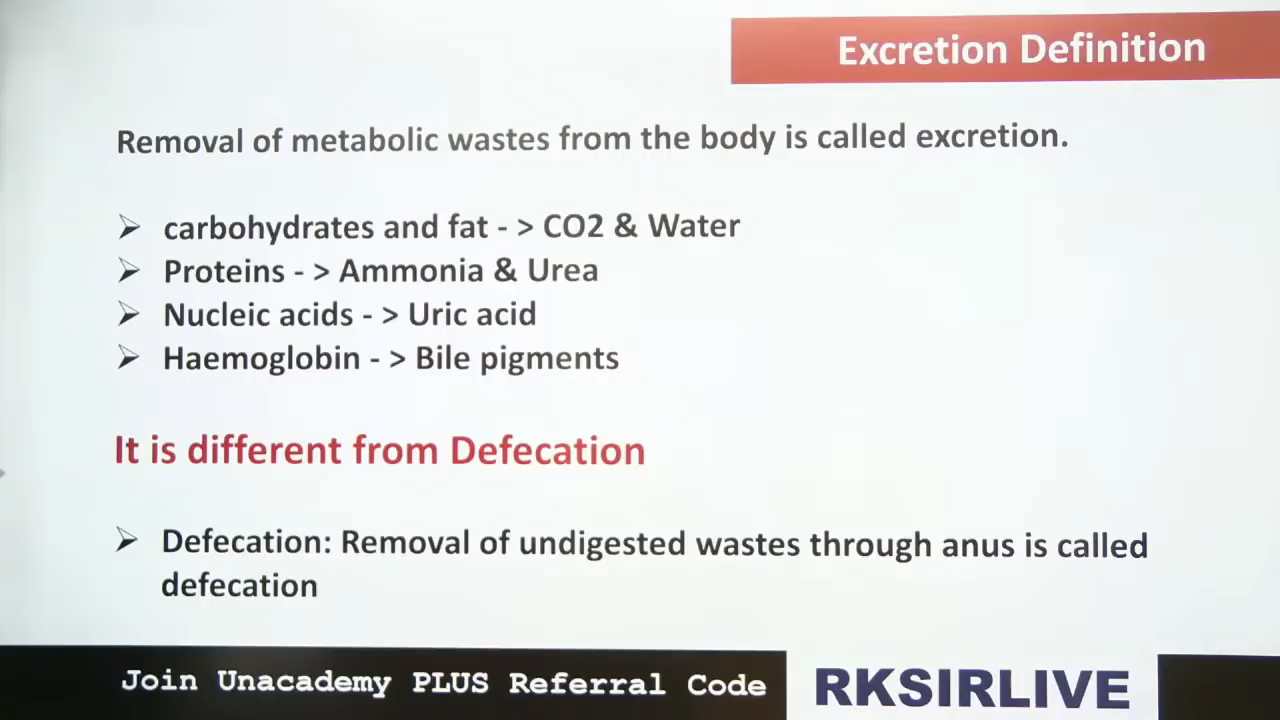 Excretion Definition
Removal of metabolic wastes from the body is called excretion.
carbohydrates and fat - > CO2 & Water
Proteins - > Ammonia & Urea
Nucleic acids - > Uric acid
Haemoglobin - > Bile pigments
It is different from Defecation
Defecation: Removal of undigested wastes through anus is called
defecation
Join Unacademy PLUS Referral Code
RKSIRLIVE